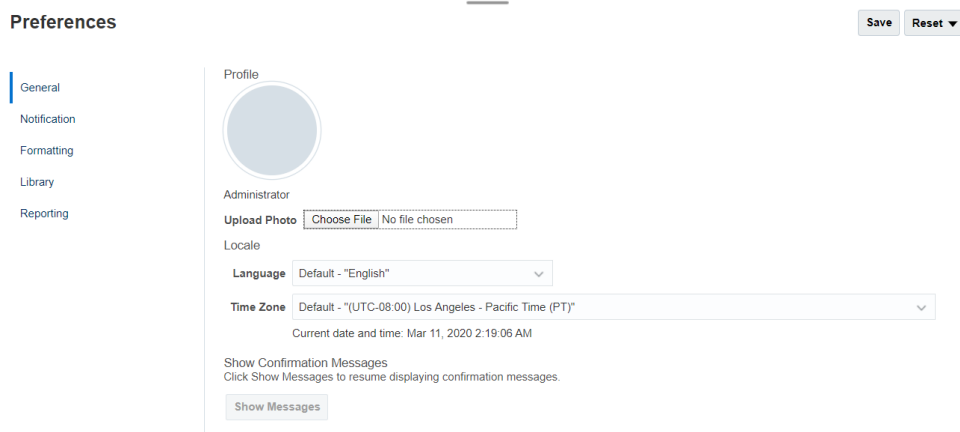 Preferences
Save
Reset
General
Notification
Formatting
Library
Reporting
Profile
Administrator
Upload Photo Choose File No file chosen
Locale
Language Default - "English"
Time Zone Default - "(UTC-08:00) Los Angeles - Pacific Time (PT)"
Current date and time: Mar 11, 2020 2:19:06 AM
Show Confirmation Messages
Click Show Messages to resume displaying confirmation messages.
Show Messages